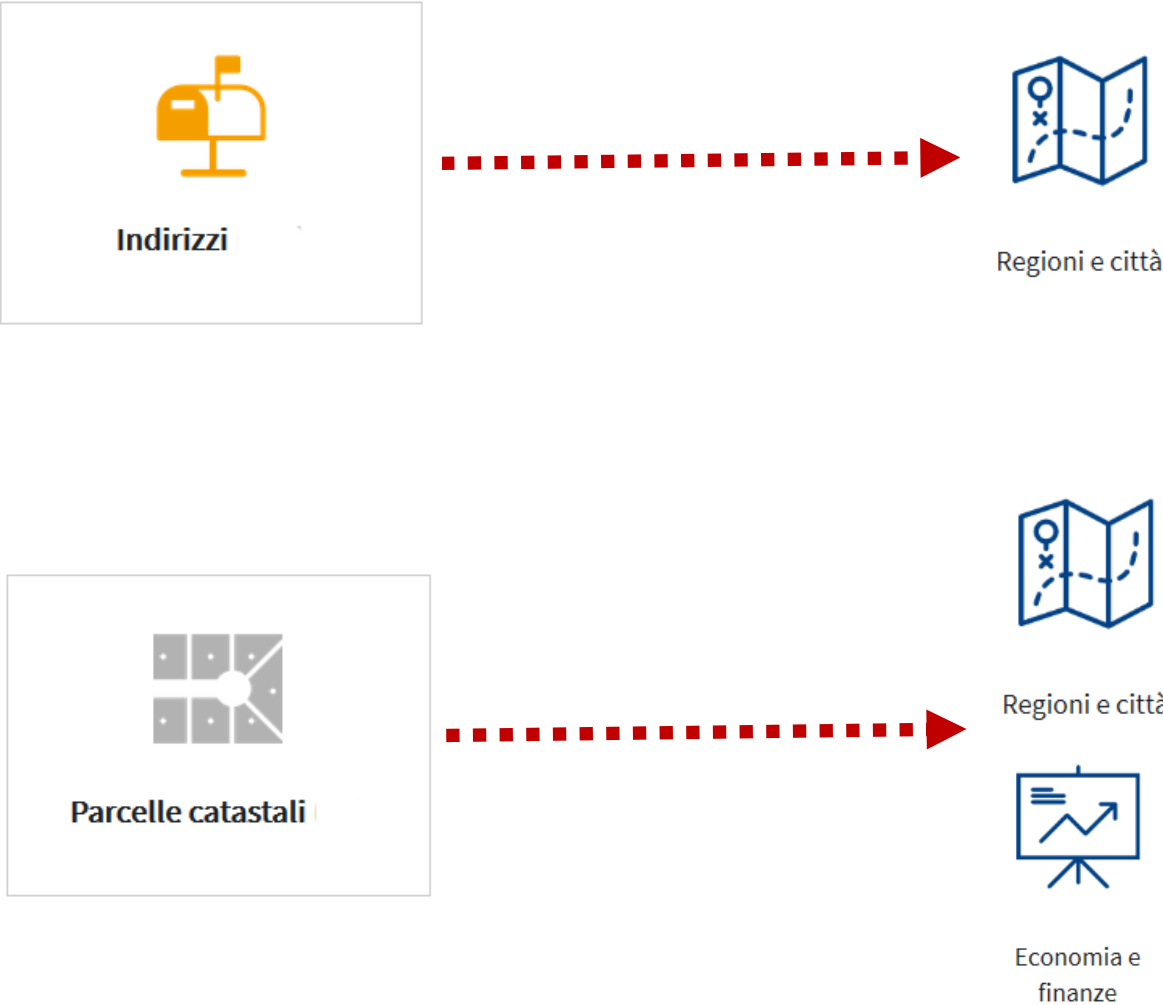 Indirizzi
Regioni e città
Regioni e città
Parcelle catastali
Economia e
finanze